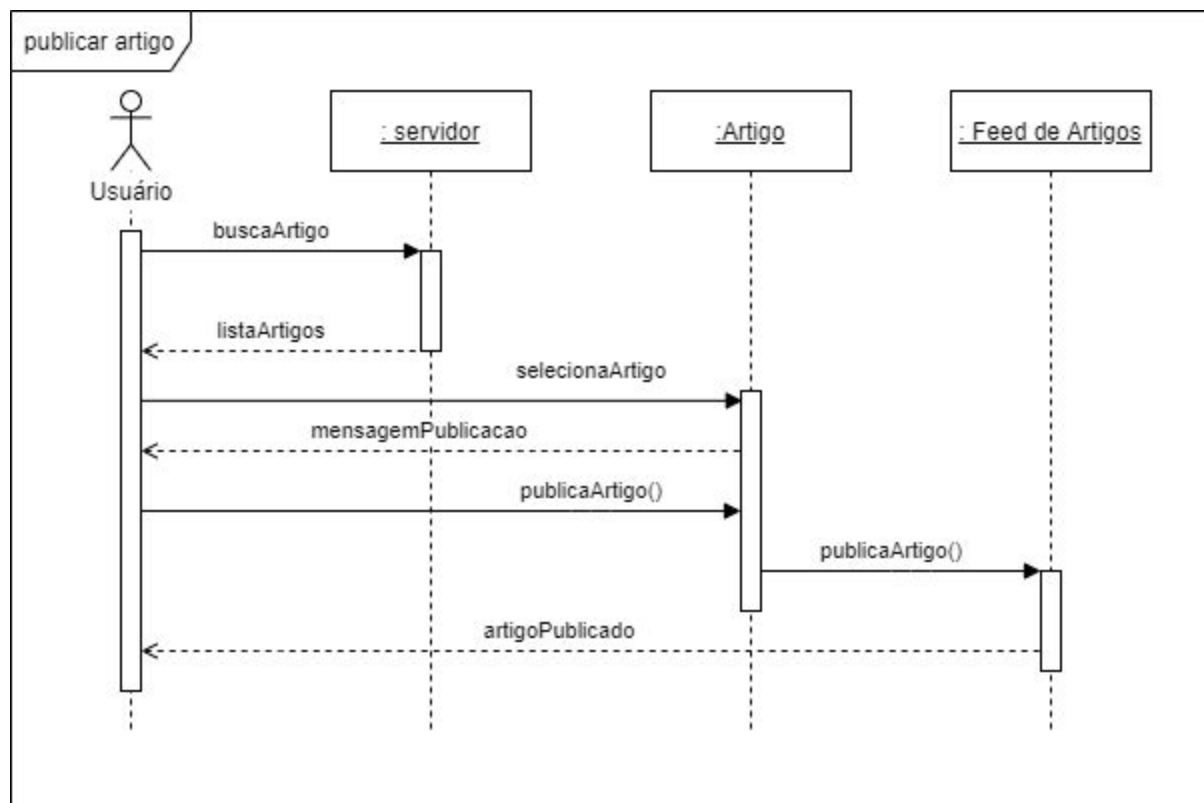 publicar artigo
: servidor
:Artigo
: Feed de Artigos
Usuário
buscaArtigo
listaArtigos
selecionaArtigo
mensagemPublicacao
publicaArtigo()
publicaArtigo()
artigoPublicado